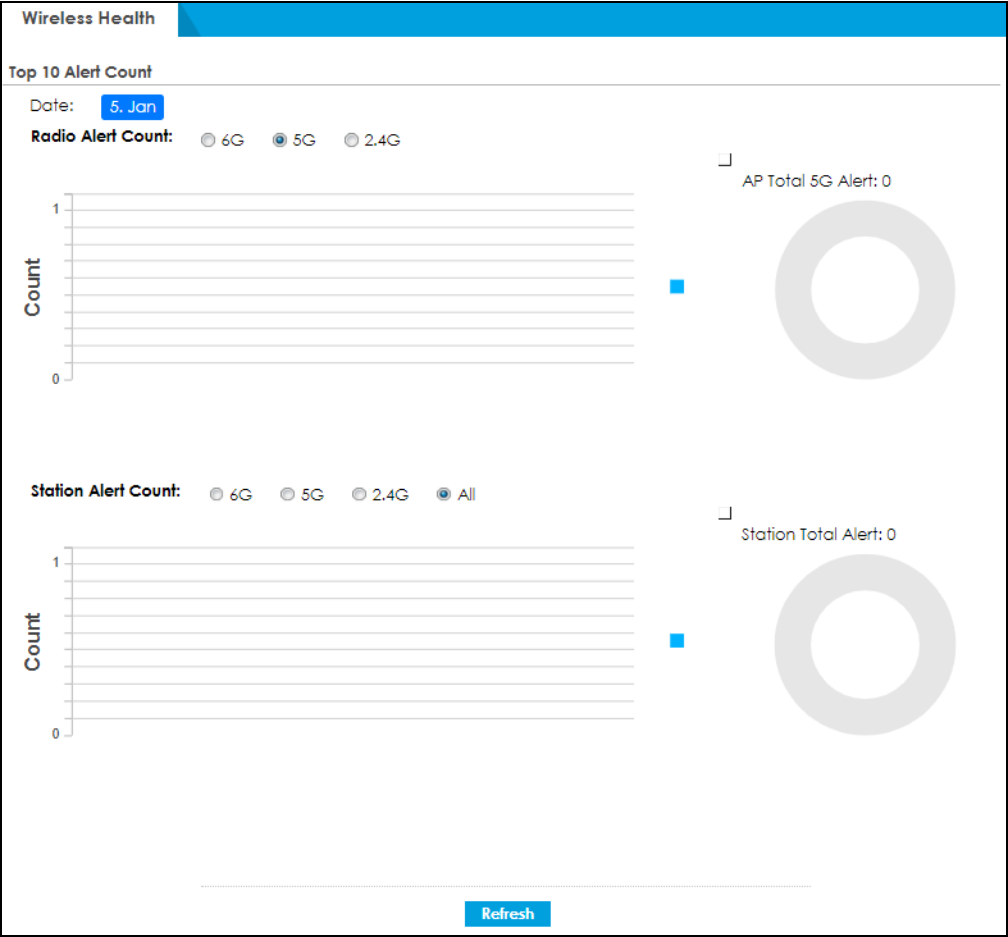 Wireless Health
Top 10 Alert Count
Date: 5. Jan
Radio Alert Count: 6G 5G 2.4G
AP Total 5G Alert: 0
1
Count
0
Station Alert Count: 6G 5G 2.4G All
Station Total Alert: 0
1
Count
0
Refresh